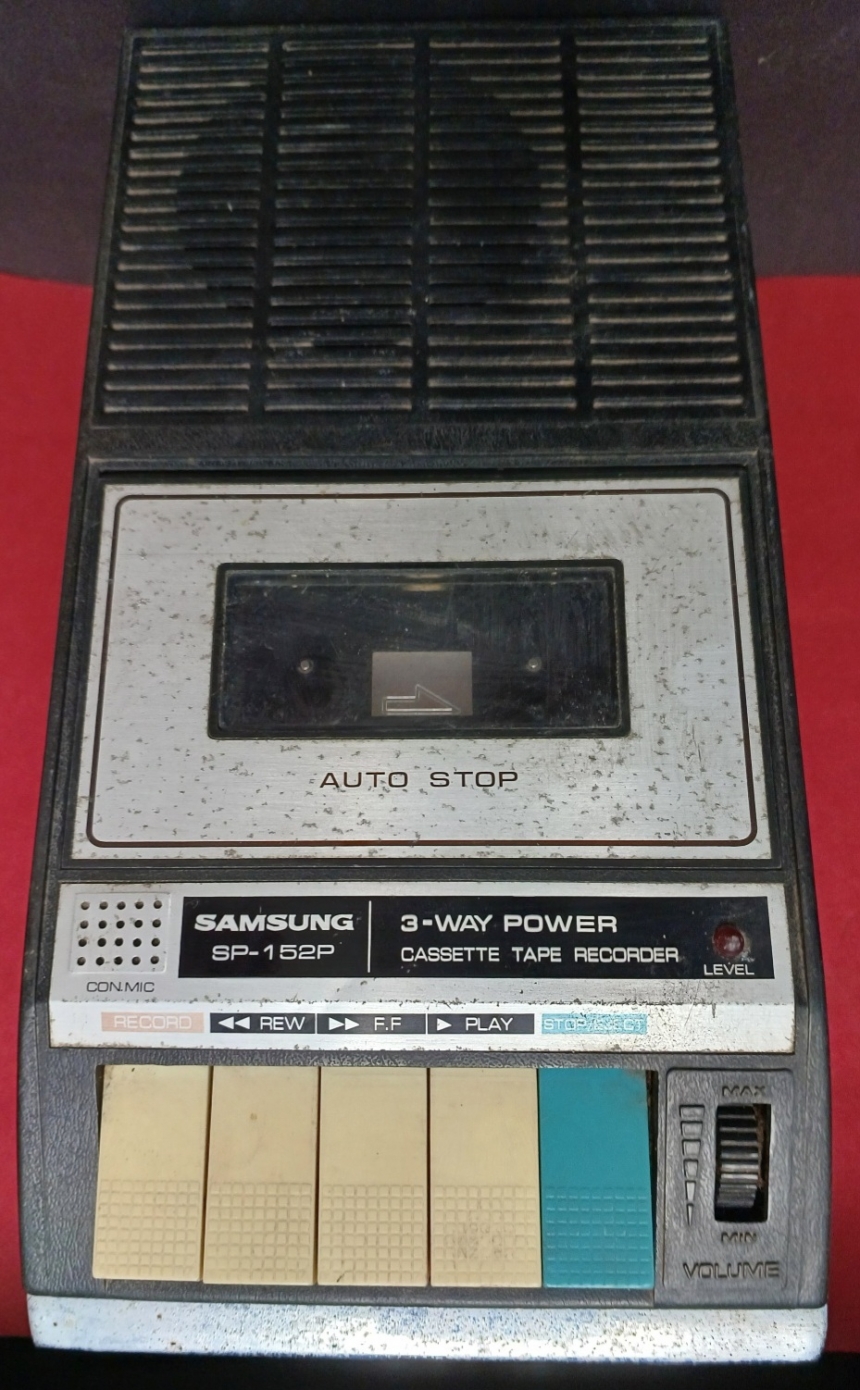 AUTO STOP
SAMSUNG
SP-152P
3-WAY POWER
CASSETTE TAPE RECORDER
LEVEL
CON.MIC
RECORD
REW
F.F
PLAY
STOP/EJECT
MAX
MIN
VOLUME